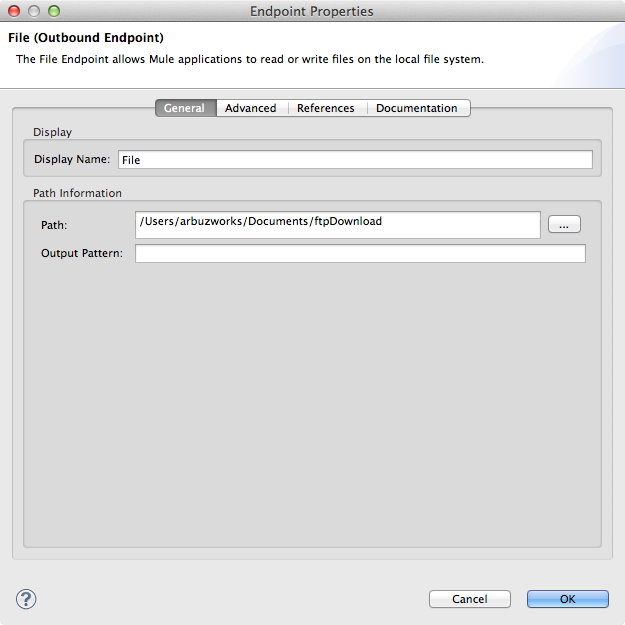 Endpoint Properties
File (Outbound Endpoint)
The File Endpoint allows Mule applications to read or write files on the local file system.
General Advanced References Documentation
Display
Display Name: File
Path Information
Path: /Users/arbuzworks/Documents/ftpDownload ...
Output Pattern:
? Cancel OK